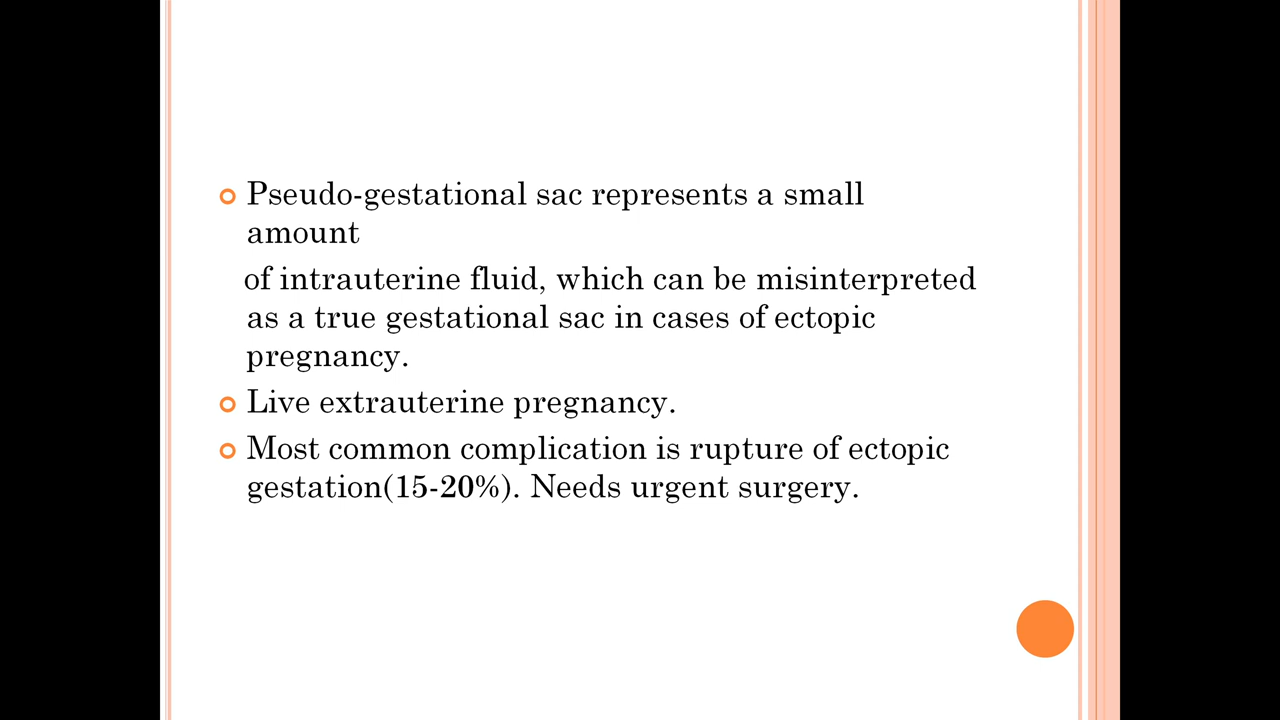 Pseudo-gestational sac represents a small
amount
of intrauterine fluid, which can be misinterpreted
as a true gestational sac in cases of ectopic
pregnancy.
Live extrauterine pregnancy.
Most common complication is rupture of ectopic
gestation(15-20%). Needs urgent surgery.